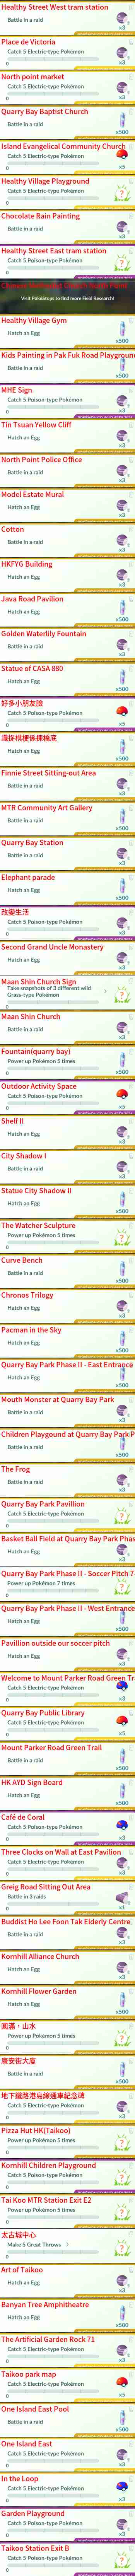 Healthy Street West tram station
Battle in a raid
x3
Place de Victoria
Catch 5 Electric-type Pokémon
0
x3
North point market
Catch 5 Electric-type Pokémon
0
x3
Quarry Bay Baptist Church
Battle in a raid
x500
Island Evangelical Community Church
Catch 5 Electric-type Pokémon
0
x5
Healthy Village Playground
Catch 5 Electric-type Pokémon
0
Chocolate Rain Painting
Battle in a raid
x3
Healthy Street East tram station
Catch 5 Poison-type Pokémon
0
Visit PokéStops to find more Field Research!
Healthy Village Gym
Hatch an Egg
x500
Kids Painting in Pak Fuk Road Playground
Battle in a raid
x500
MHE Sign
Catch 5 Poison-type Pokémon
0
x3
Tin Tsuan Yellow Cliff
Hatch an Egg
x3
North Point Police Office
Battle in a raid
x3
Model Estate Mural
Hatch an Egg
x3
Cotton
Battle in a raid
x3
HKFYG Building
Hatch an Egg
x3
Java Road Pavilion
Hatch an Egg
x500
Golden Waterlily Fountain
Battle in a raid
x3
Statue of CASA 880
Hatch an Egg
x500
好多小朋友臉
Catch 5 Poison-type Pokémon
0
x5
識捉棋梗係揀橋底
Battle in a raid
x500
Finnie Street Sitting-out Area
Battle in a raid
x3
MTR Community Art Gallery
Battle in a raid
x500
Quarry Bay Station
Battle in a raid
x3
Elephant parade
Battle in a raid
x500
改變生活
Catch 5 Poison-type Pokémon
0
x3
Second Grand Uncle Monastery
Hatch an Egg
x3
Maan Shin Church Sign
Take snapshots of 3 different wild
Grass-type Pokémon
0
Maan Shin Church
Battle in a raid
x3
Fountain(quarry bay)
Power up Pokémon 5 times
0
x500
Outdoor Activity Space
Catch 5 Poison-type Pokémon
0
x5
Shelf II
Hatch an Egg
x3
City Shadow I
Battle in a raid
x3
Statue City Shadow II
Hatch an Egg
x500
The Watcher Sculpture
Power up Pokémon 5 times
0
Curve Bench
Battle in a raid
x500
Chronos Trilogy
Hatch an Egg
x3
Pacman in the Sky
Hatch an Egg
x500
Quarry Bay Park Phase II - East Entrance
Hatch an Egg
x3
Mouth Monster at Quarry Bay Park
Battle in a raid
x3
Children Playgound at Quarry Bay Park P
Battle in a raid
x500
The Frog
Battle in a raid
x3
Quarry Bay Park Pavillion
Power up Pokémon 5 times
0
Basket Ball Field at Quarry Bay Park Phas
Hatch an Egg
x3
Quarry Bay Park Phase II - Soccer Pitch 7-
Power up Pokémon 7 times
0
Quarry Bay Park Phase II - West Entrance
Hatch an Egg
x500
Pavillion outside our soccer pitch
Hatch an Egg
x3
Welcome to Mount Parker Road Green Tr
Catch 5 Electric-type Pokémon
0
x3
Quarry Bay Public Library
Catch 5 Electric-type Pokémon
0
x5
Mount Parker Road Green Trail
Battle in a raid
x500
HK AYD Sign Board
Hatch an Egg
x500
Café de Coral
Catch 5 Poison-type Pokémon
0
x3
Three Clocks on Wall at East Pavilion
Catch 5 Electric-type Pokémon
0
x3
Greig Road Sitting Out Area
Battle in 3 raids
0
x1
Buddist Ho Lee Foon Tak Elderly Centre
Battle in a raid
x3
Kornhill Alliance Church
Hatch an Egg
x3
Kornhill Flower Garden
Hatch an Egg
x500
圓滿・山水
Power up Pokémon 5 times
0
康安街大廈
Battle in a raid
x500
地下鐵路港島線通車紀念碑
Catch 5 Electric-type Pokémon
0
x3
Pizza Hut HK(Taikoo)
Power up Pokémon 5 times
0
Kornhill Children Playground
Catch 5 Poison-type Pokémon
0
Tai Koo MTR Station Exit E2
Power up Pokémon 5 times
0
太古城中心
Make 5 Great Throws
0
Art of Taikoo
Hatch an Egg
x3
Banyan Tree Amphitheatre
Hatch an Egg
x500
The Artificial Garden Rock 71
Catch 5 Electric-type Pokémon
0
x3
Taikoo park map
Catch 5 Electric-type Pokémon
0
x5
One Island East Pool
Battle in a raid
x500
One Island East
Catch 5 Electric-type Pokémon
0
x3
In the Loop
Catch 5 Electric-type Pokémon
0
x3
Garden Playground
Catch 5 Poison-type Pokémon
0
x3
Taikoo Station Exit B
Catch 5 Poison-type Pokémon
0